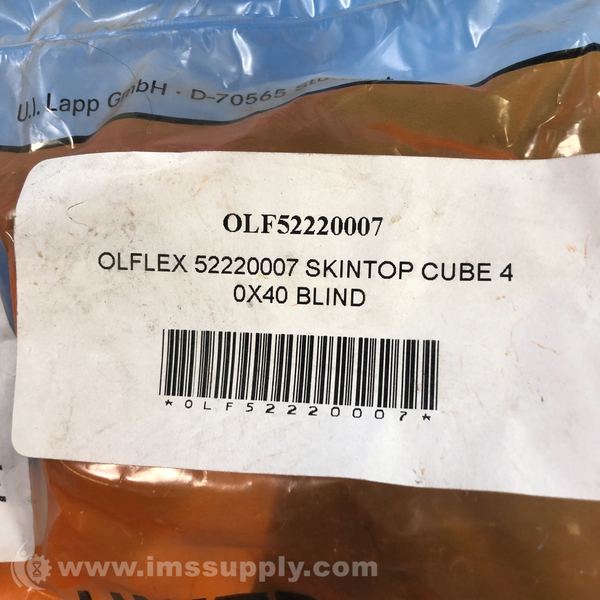 U.I. Lapp GmbH · D-70565
OLF52220007
OLFLEX 52220007 SKINTOP CUBE 4
0X40 BLIND
*OLF52220007*
www.imssupply.com